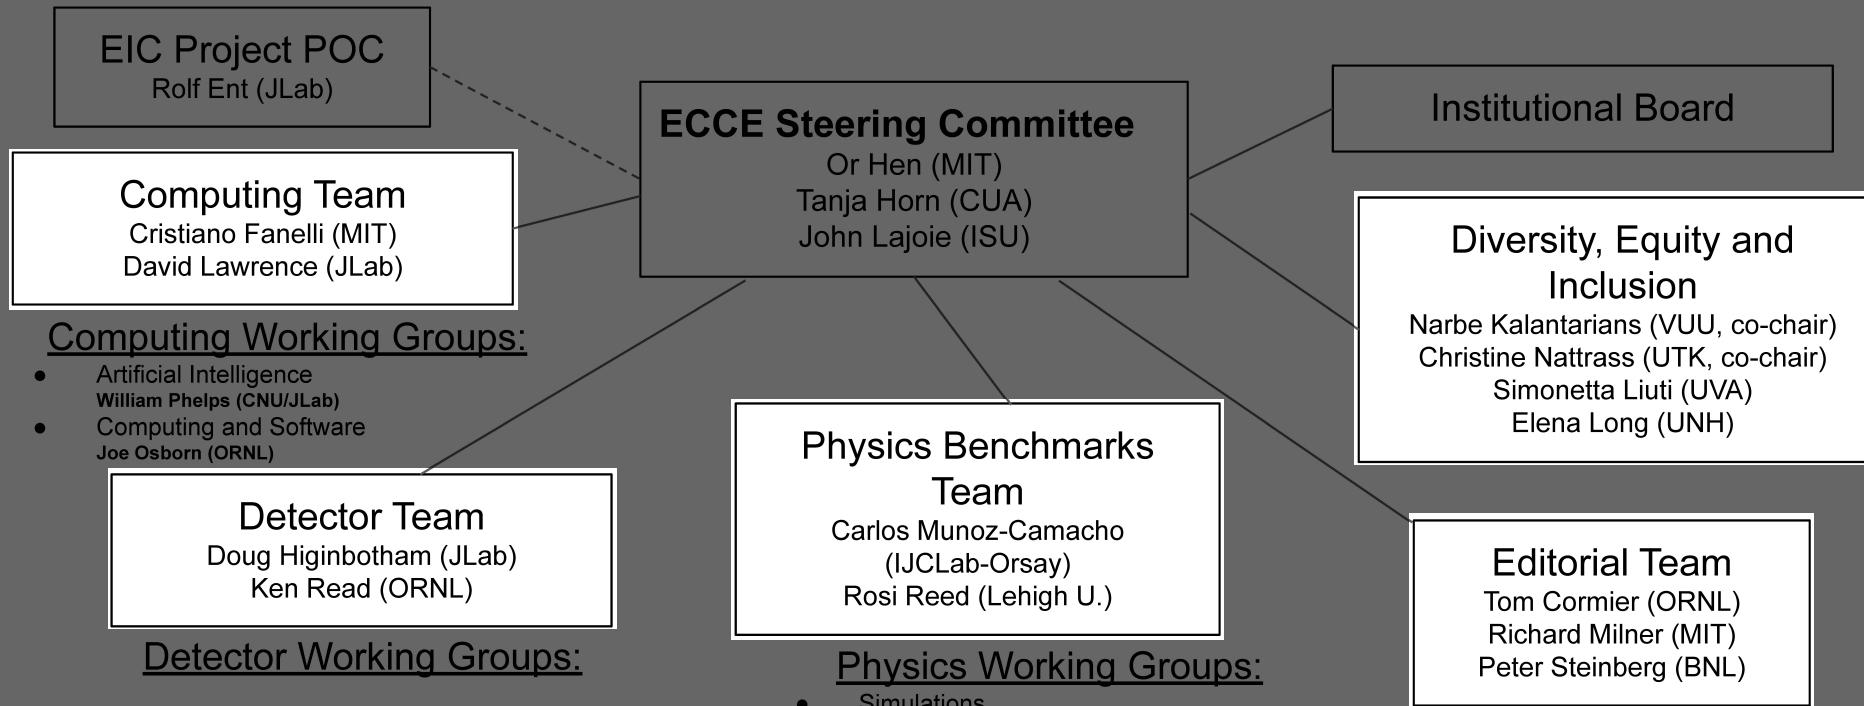 EIC Project POC
Rolf Ent (JLab)
ECCE Steering Committee
Or Hen (MIT)
Tanja Horn (CUA)
John Lajoie (ISU)
Institutional Board
Computing Team
Cristiano Fanelli (MIT)
David Lawrence (JLab)
Computing Working Groups:
● Artificial Intelligence
William Phelps (CNU/JLab)
● Computing and Software
Joe Osborn (ORNL)
Diversity, Equity and
Inclusion
Narbe Kalantarians (VUU, co-chair)
Christine Nattrass (UTK, co-chair)
Simonetta Liuti (UVA)
Elena Long (UNH)
Detector Team
Doug Higinbotham (JLab)
Ken Read (ORNL)
Detector Working Groups:
Physics Benchmarks
Team
Carlos Munoz-Camacho
(IJCLab-Orsay)
Rosi Reed (Lehigh U.)
Physics Working Groups:
● Simulations
Editorial Team
Tom Cormier (ORNL)
Richard Milner (MIT)
Peter Steinberg (BNL)